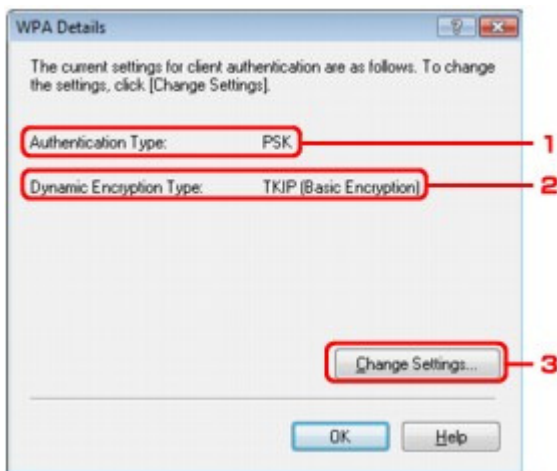 WPA Details
The current settings for client authentication are as follows. To change
the settings, click [Change Settings].
Authentication Type: PSK
1
Dynamic Encryption Type: TKIP (Basic Encryption)
2
Change Settings...
3
OK Help